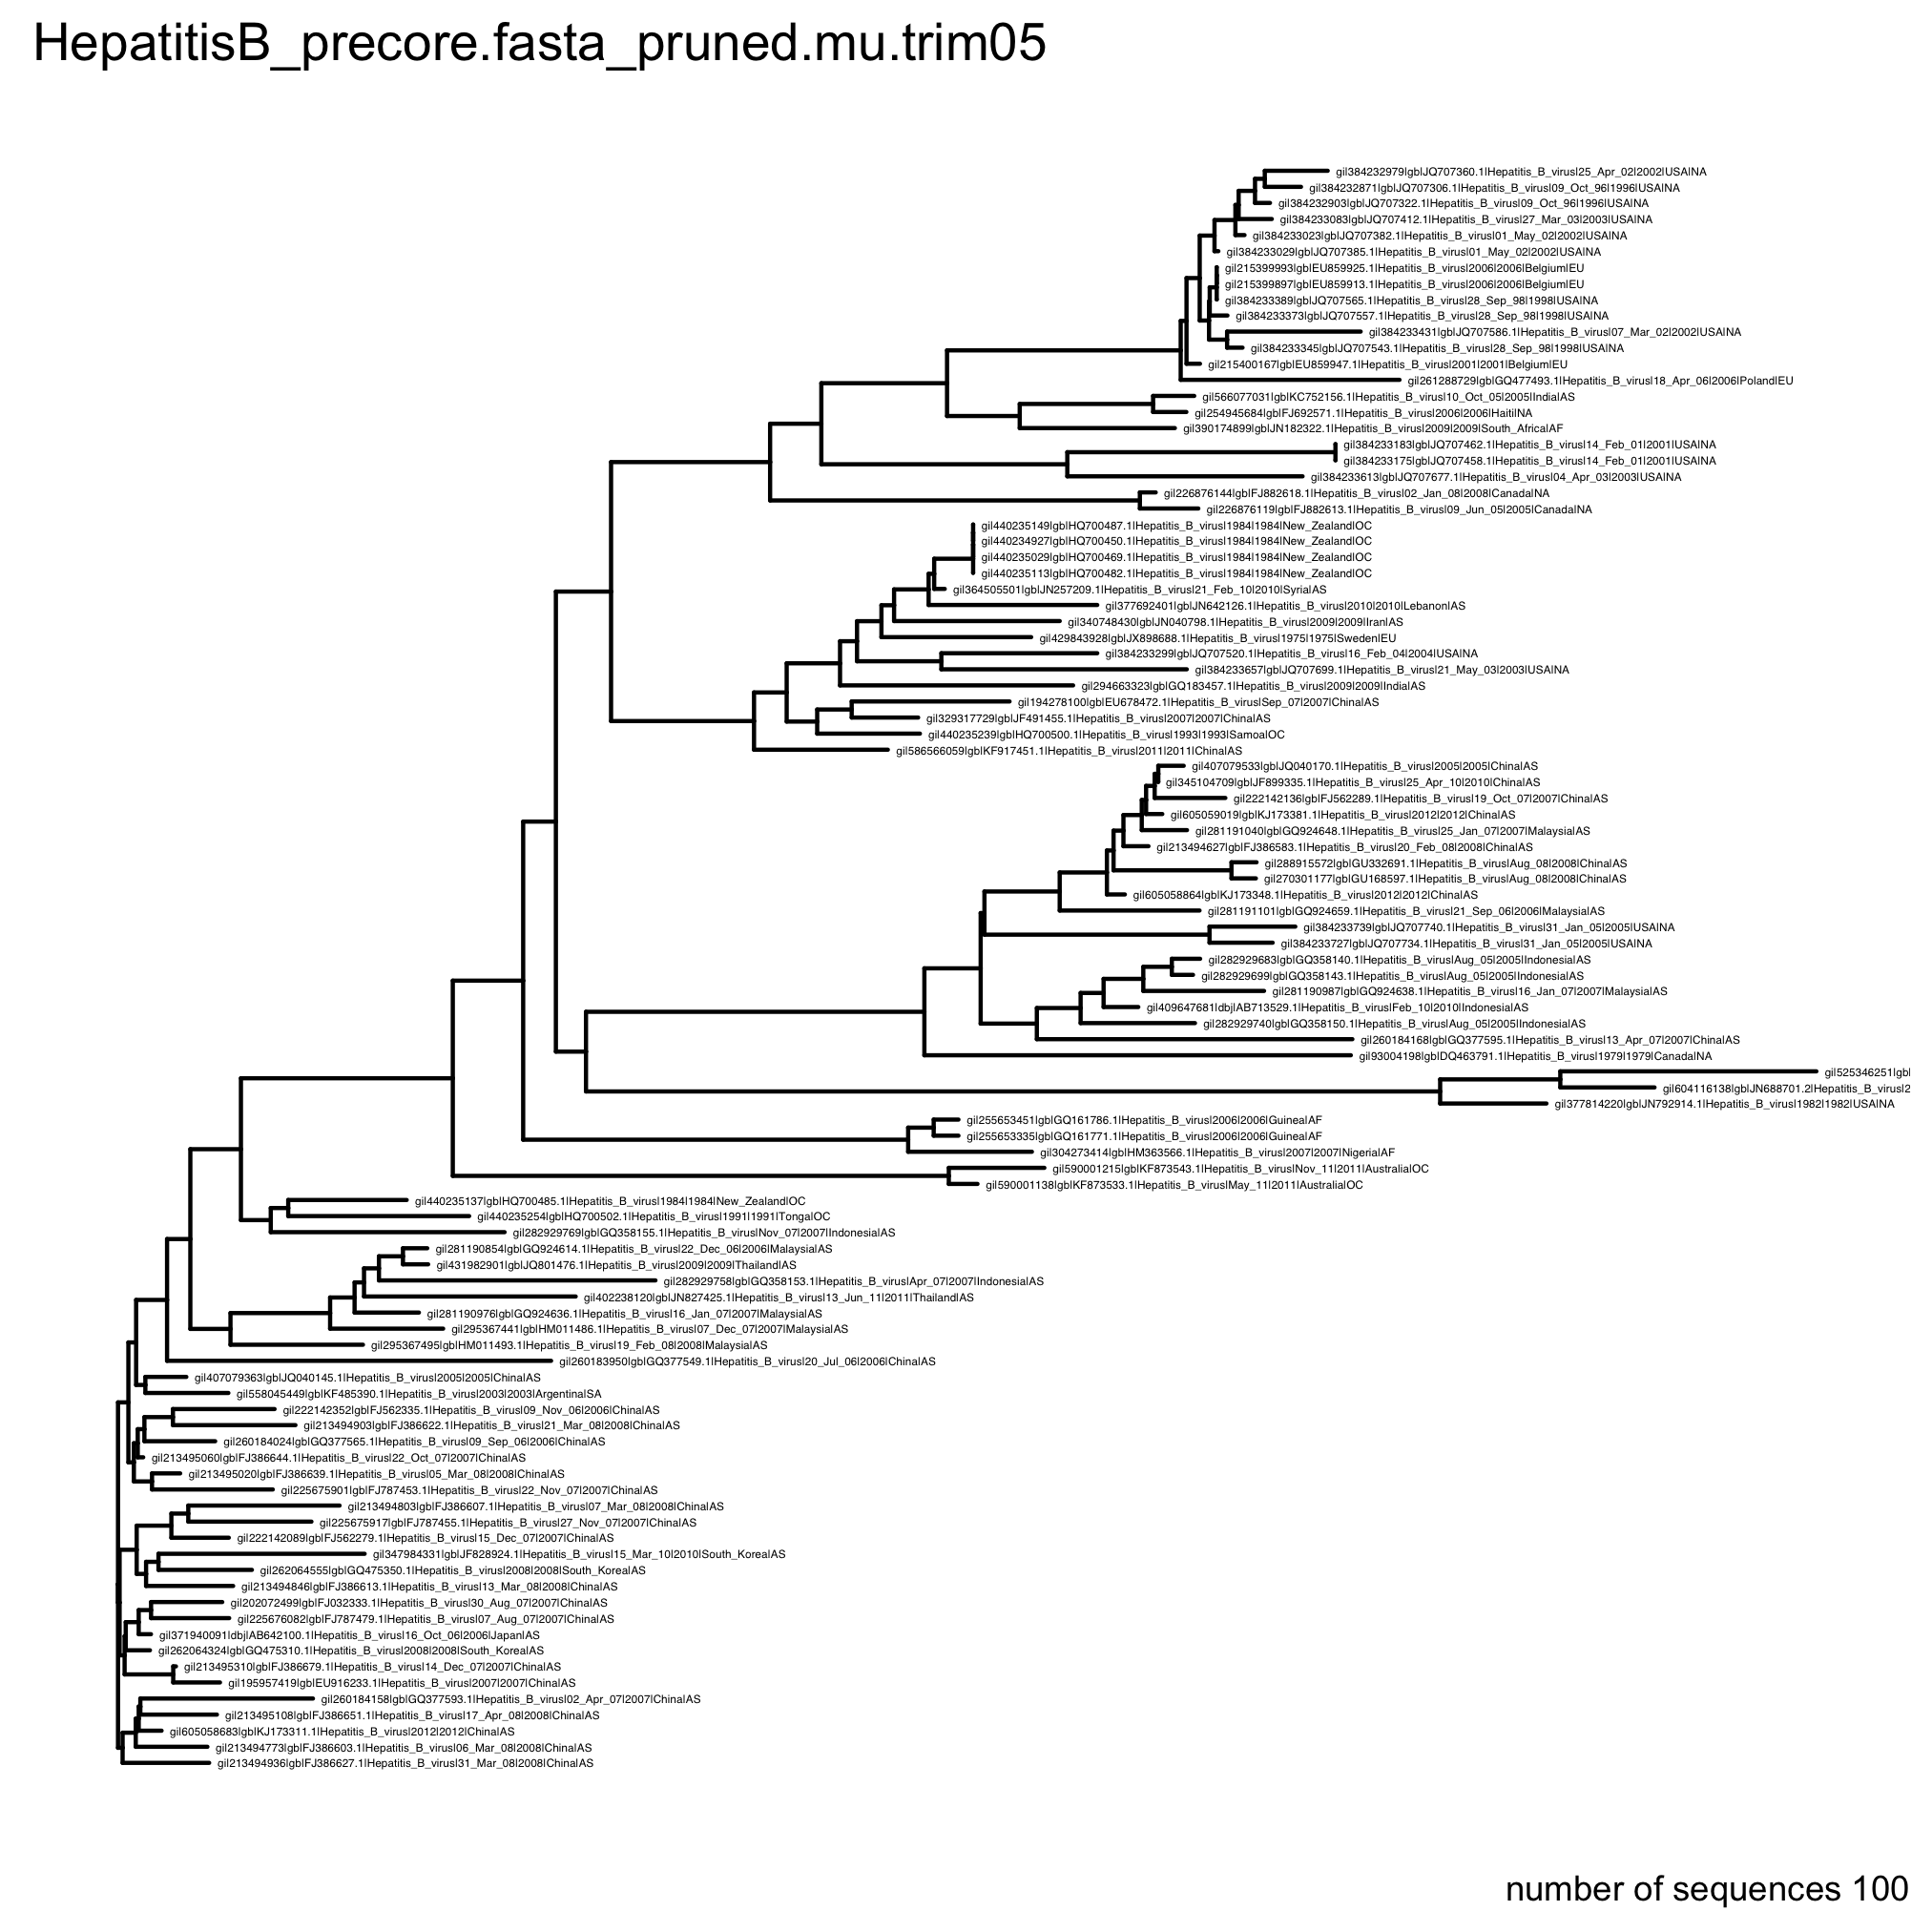 HepatitisB_precore.fasta_pruned.mu.trim05
gi|384232979|gb|JQ707360.1|Hepatitis_B_virus|25_Apr_02|2002|USA|NA
gi|384232871|gb|JQ707306.1|Hepatitis_B_virus|09_Oct_96|1996|USA|NA
gi|384232903|gb|JQ707322.1|Hepatitis_B_virus|09_Oct_96|1996|USA|NA
gi|384233083|gb|JQ707412.1|Hepatitis_B_virus|27_Mar_03|2003|USA|NA
gi|384233023|gb|JQ707382.1|Hepatitis_B_virus|01_May_02|2002|USA|NA
gi|384233029|gb|JQ707385.1|Hepatitis_B_virus|01_May_02|2002|USA|NA
gi|215399993|gb|EU859925.1|Hepatitis_B_virus|2006|2006|Belgium|EU
gi|215399897|gb|EU859913.1|Hepatitis_B_virus|2006|2006|Belgium|EU
gi|384233389|gb|JQ707565.1|Hepatitis_B_virus|28_Sep_98|1998|USA|NA
gi|384233373|gb|JQ707557.1|Hepatitis_B_virus|28_Sep_98|1998|USA|NA
gi|384233431|gb|JQ707586.1|Hepatitis_B_virus|07_Mar_02|2002|USA|NA
gi|384233345|gb|JQ707543.1|Hepatitis_B_virus|28_Sep_98|1998|USA|NA
gi|215400167|gb|EU859947.1|Hepatitis_B_virus|2001|2001|Belgium|EU
gi|261288729|gb|GQ477493.1|Hepatitis_B_virus|18_Apr_06|2006|Poland|EU
gi|566077031|gb|KC752156.1|Hepatitis_B_virus|10_Oct_05|2005|India|AS
gi|254945684|gb|FJ692571.1|Hepatitis_B_virus|2006|2006|Haiti|NA
gi|390174899|gb|JN182322.1|Hepatitis_B_virus|2009|2009|South_Africa|AF
gi|384233183|gb|JQ707462.1|Hepatitis_B_virus|14_Feb_01|2001|USA|NA
gi|384233175|gb|JQ707458.1|Hepatitis_B_virus|14_Feb_01|2001|USA|NA
gi|384233613|gb|JQ707677.1|Hepatitis_B_virus|04_Apr_03|2003|USA|NA
gi|226876144|gb|FJ882618.1|Hepatitis_B_virus|02_Jan_08|2008|Canada|NA
gi|226876119|gb|FJ882613.1|Hepatitis_B_virus|09_Jun_05|2005|Canada|NA
gi|440235149|gb|HQ700487.1|Hepatitis_B_virus|1984|1984|New_Zealand|OC
gi|440234927|gb|HQ700450.1|Hepatitis_B_virus|1984|1984|New_Zealand|OC
gi|440235029|gb|HQ700469.1|Hepatitis_B_virus|1984|1984|New_Zealand|OC
gi|440235113|gb|HQ700482.1|Hepatitis_B_virus|1984|1984|New_Zealand|OC
gi|364505501|gb|JN257209.1|Hepatitis_B_virus|21_Feb_10|2010|Syria|AS
gi|377692401|gb|JN642126.1|Hepatitis_B_virus|2010|2010|Lebanon|AS
gi|340748430|gb|JN040798.1|Hepatitis_B_virus|2009|2009|Iran|AS
gi|429843928|gb|JX898688.1|Hepatitis_B_virus|1975|1975|Sweden|EU
gi|384233299|gb|JQ707520.1|Hepatitis_B_virus|16_Feb_04|2004|USA|NA
gi|384233657|gb|JQ707699.1|Hepatitis_B_virus|21_May_03|2003|USA|NA
gi|294663323|gb|GQ183457.1|Hepatitis_B_virus|2009|2009|India|AS
gi|194278100|gb|EU678472.1|Hepatitis_B_virus|Sep_07|2007|China|AS
gi|329317729|gb|JF491455.1|Hepatitis_B_virus|2007|2007|China|AS
gi|440235239|gb|HQ700500.1|Hepatitis_B_virus|1993|1993|Samoa|OC
gi|586566059|gb|KF917451.1|Hepatitis_B_virus|2011|2011|China|AS
gi|407079533|gb|JQ040170.1|Hepatitis_B_virus|2005|2005|China|AS
gi|345104709|gb|JF899335.1|Hepatitis_B_virus|25_Apr_10|2010|China|AS
gi|222142136|gb|FJ562289.1|Hepatitis_B_virus|19_Oct_07|2007|China|AS
gi|605059019|gb|KJ173381.1|Hepatitis_B_virus|2012|2012|China|AS
gi|281191040|gb|GQ924648.1|Hepatitis_B_virus|25_Jan_07|2007|Malaysia|AS
gi|213494627|gb|FJ386583.1|Hepatitis_B_virus|20_Feb_08|2008|China|AS
gi|288915572|gb|GU332691.1|Hepatitis_B_virus|Aug_08|2008|China|AS
gi|270301177|gb|GU168597.1|Hepatitis_B_virus|Aug_08|2008|China|AS
gi|605058864|gb|KJ173348.1|Hepatitis_B_virus|2012|2012|China|AS
gi|281191101|gb|GQ924659.1|Hepatitis_B_virus|21_Sep_06|2006|Malaysia|AS
gi|384233739|gb|JQ707740.1|Hepatitis_B_virus|31_Jan_05|2005|USA|NA
gi|384233727|gb|JQ707734.1|Hepatitis_B_virus|31_Jan_05|2005|USA|NA
gi|282929683|gb|GQ358140.1|Hepatitis_B_virus|Aug_05|2005|Indonesia|AS
gi|282929699|gb|GQ358143.1|Hepatitis_B_virus|Aug_05|2005|Indonesia|AS
gi|281190987|gb|GQ924638.1|Hepatitis_B_virus|16_Jan_07|2007|Malaysia|AS
gi|409647681|dbj|AB713529.1|Hepatitis_B_virus|Feb_10|2010|Indonesia|AS
gi|282929740|gb|GQ358150.1|Hepatitis_B_virus|Aug_05|2005|Indonesia|AS
gi|260184168|gb|GQ377595.1|Hepatitis_B_virus|13_Apr_07|2007|China|AS
gi|93004198|gb|DQ463791.1|Hepatitis_B_virus|1979|1979|Canada|NA
gi|525346251|gb|
gi|604116138|gb|JN688701.2|Hepatitis_B_virus|2
gi|377814220|gb|JN792914.1|Hepatitis_B_virus|1982|1982|USA|NA
gi|255653451|gb|GQ161786.1|Hepatitis_B_virus|2006|2006|Guinea|AF
gi|255653335|gb|GQ161771.1|Hepatitis_B_virus|2006|2006|Guinea|AF
gi|304273414|gb|HM363566.1|Hepatitis_B_virus|2007|2007|Nigeria|AF
gi|590001215|gb|KF873543.1|Hepatitis_B_virus|Nov_11|2011|Australia|OC
gi|590001138|gb|KF873533.1|Hepatitis_B_virus|May_11|2011|Australia|OC
gi|440235137|gb|HQ700485.1|Hepatitis_B_virus|1984|1984|New_Zealand|OC
gi|440235254|gb|HQ700502.1|Hepatitis_B_virus|1991|1991|Tonga|OC
gi|282929769|gb|GQ358155.1|Hepatitis_B_virus|Nov_07|2007|Indonesia|AS
gi|281190854|gb|GQ924614.1|Hepatitis_B_virus|22_Dec_06|2006|Malaysia|AS
gi|431982901|gb|JQ801476.1|Hepatitis_B_virus|2009|2009|Thailand|AS
gi|282929758|gb|GQ358153.1|Hepatitis_B_virus|Apr_07|2007|Indonesia|AS
gi|402238120|gb|JN827425.1|Hepatitis_B_virus|13_Jun_11|2011|Thailand|AS
gi|281190976|gb|GQ924636.1|Hepatitis_B_virus|16_Jan_07|2007|Malaysia|AS
gi|295367441|gb|HM011486.1|Hepatitis_B_virus|07_Dec_07|2007|Malaysia|AS
gi|295367495|gb|HM011493.1|Hepatitis_B_virus|19_Feb_08|2008|Malaysia|AS
gi|260183950|gb|GQ377549.1|Hepatitis_B_virus|20_Jul_06|2006|China|AS
gi|407079363|gb|JQ040145.1|Hepatitis_B_virus|2005|2005|China|AS
gi|558045449|gb|KF485390.1|Hepatitis_B_virus|2003|2003|Argentina|SA
gi|222142352|gb|FJ562335.1|Hepatitis_B_virus|09_Nov_06|2006|China|AS
gi|213494903|gb|FJ386622.1|Hepatitis_B_virus|21_Mar_08|2008|China|AS
gi|260184024|gb|GQ377565.1|Hepatitis_B_virus|09_Sep_06|2006|China|AS
gi|213495060|gb|FJ386644.1|Hepatitis_B_virus|22_Oct_07|2007|China|AS
gi|213495020|gb|FJ386639.1|Hepatitis_B_virus|05_Mar_08|2008|China|AS
gi|225675901|gb|FJ787453.1|Hepatitis_B_virus|22_Nov_07|2007|China|AS
gi|213494803|gb|FJ386607.1|Hepatitis_B_virus|07_Mar_08|2008|China|AS
gi|225675917|gb|FJ787455.1|Hepatitis_B_virus|27_Nov_07|2007|China|AS
gi|222142089|gb|FJ562279.1|Hepatitis_B_virus|15_Dec_07|2007|China|AS
gi|347984331|gb|JF828924.1|Hepatitis_B_virus|15_Mar_10|2010|South_Korea|AS
gi|262064555|gb|GQ475350.1|Hepatitis_B_virus|2008|2008|South_Korea|AS
gi|213494846|gb|FJ386613.1|Hepatitis_B_virus|13_Mar_08|2008|China|AS
gi|202072499|gb|FJ032333.1|Hepatitis_B_virus|30_Aug_07|2007|China|AS
gi|225676082|gb|FJ787479.1|Hepatitis_B_virus|07_Aug_07|2007|China|AS
gi|371940091|dbj|AB642100.1|Hepatitis_B_virus|16_Oct_06|2006|Japan|AS
gi|262064324|gb|GQ475310.1|Hepatitis_B_virus|2008|2008|South_Korea|AS
gi|213495310|gb|FJ386679.1|Hepatitis_B_virus|14_Dec_07|2007|China|AS
gi|195957419|gb|EU916233.1|Hepatitis_B_virus|2007|2007|China|AS
gi|260184158|gb|GQ377593.1|Hepatitis_B_virus|02_Apr_07|2007|China|AS
gi|213495108|gb|FJ386651.1|Hepatitis_B_virus|17_Apr_08|2008|China|AS
gi|605058683|gb|KJ173311.1|Hepatitis_B_virus|2012|2012|China|AS
gi|213494773|gb|FJ386603.1|Hepatitis_B_virus|06_Mar_08|2008|China|AS
gi|213494936|gb|FJ386627.1|Hepatitis_B_virus|31_Mar_08|2008|China|AS
number of sequences 100